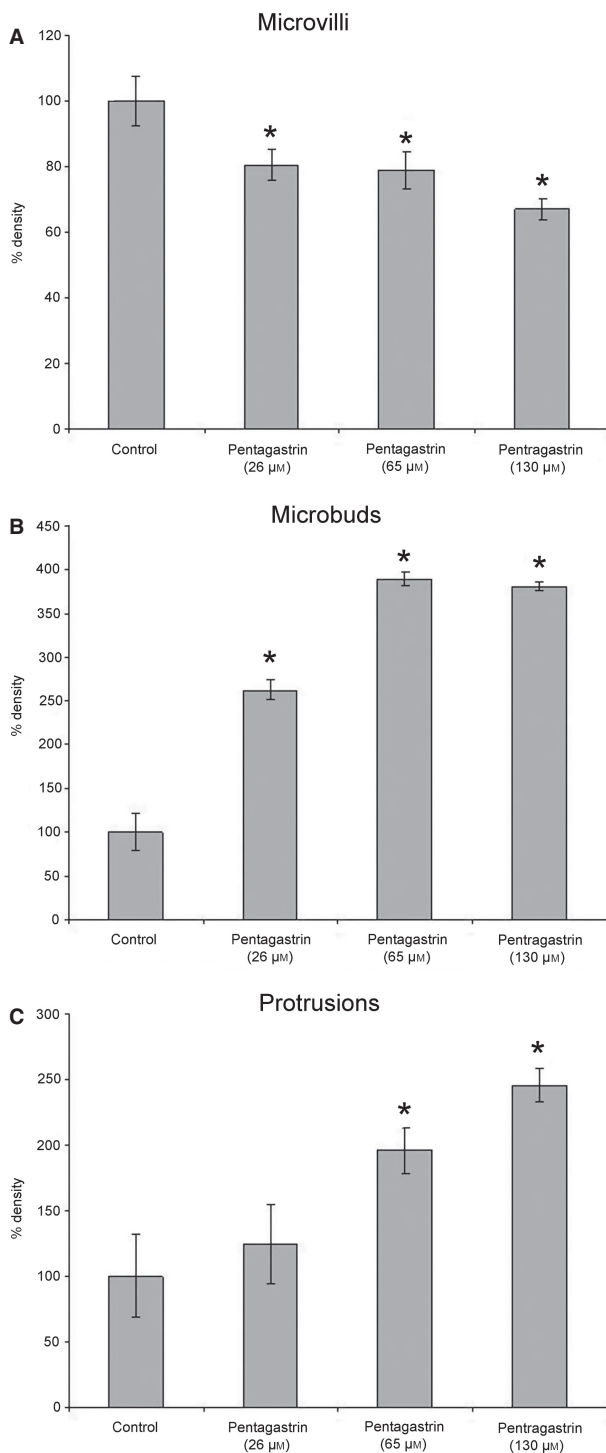 A
Microvilli
120
100
80
60
40
20
0
% density
*
*
*
Control
Pentagastrin
(26 µM)
Pentagastrin
(65 µM)
Pentragastrin
(130 µM)
B
Microbuds
450
400
350
300
250
200
150
100
50
0
% density
*
*
*
Control
Pentagastrin
(26 µM)
Pentagastrin
(65 µM)
Pentragastrin
(130 µM)
C
Protrusions
300
250
200
150
100
50
0
% density
*
*
Control
Pentagastrin
(26 µM)
Pentagastrin
(65 µM)
Pentragastrin
(130 µM)